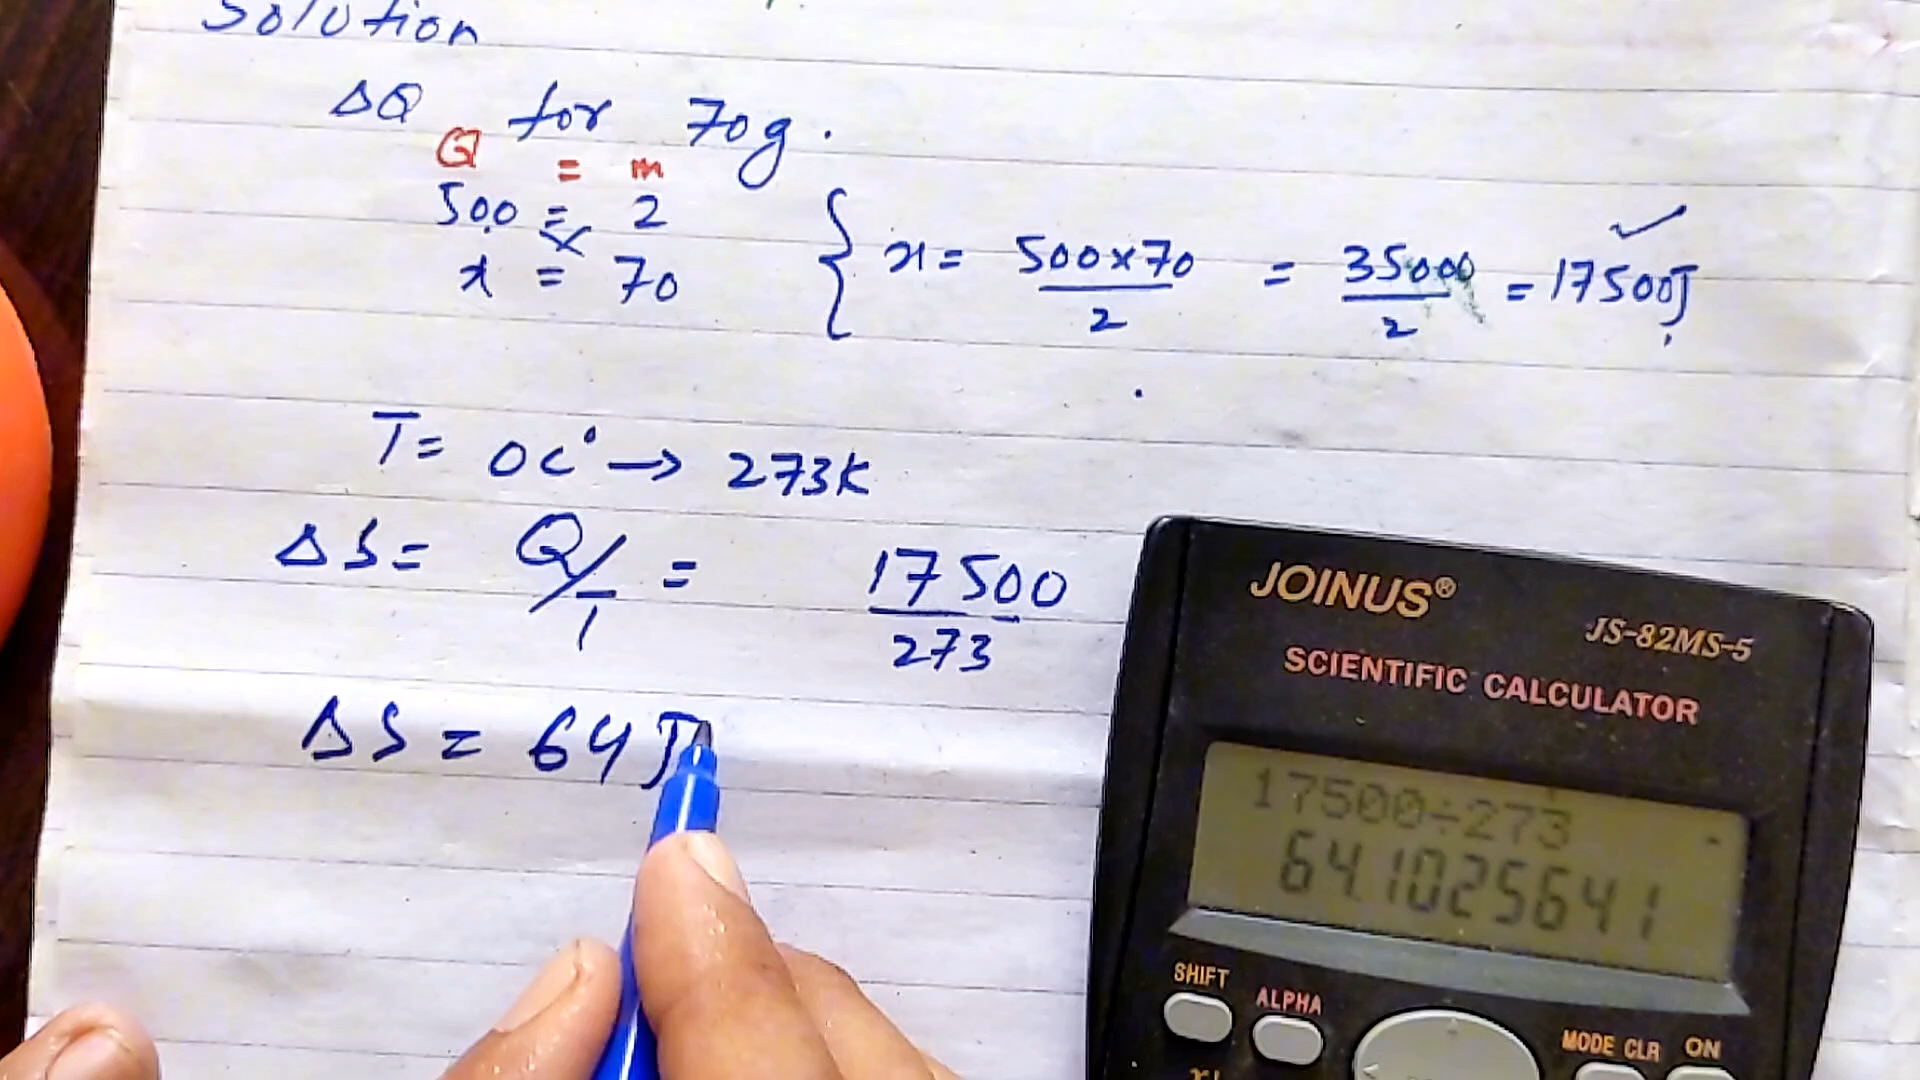 Solution
ΔQ for 70g.
Q = m
500 = 2
x = 70
x = 500×70 / 2 = 35000 / 2 = 17500J
T = 0C° → 273K
ΔS = Q/T = 17500 / 273
ΔS = 64J
JOINUS®
JS-82MS-5
SCIENTIFIC CALCULATOR
17500÷273
64.1025641
SHIFT
ALPHA
MODE CLR ON
x!